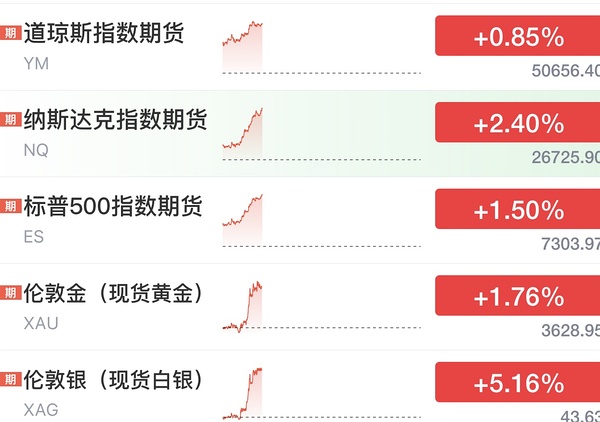 期 道琼斯指数期货 +0.85%
YM 50656.40
期 纳斯达克指数期货 +2.40%
NQ 26725.90
期 标普500指数期货 +1.50%
ES 7303.97
期 伦敦金（现货黄金） +1.76%
XAU 3628.95
期 伦敦银（现货白银） +5.16%
XAG 43.63